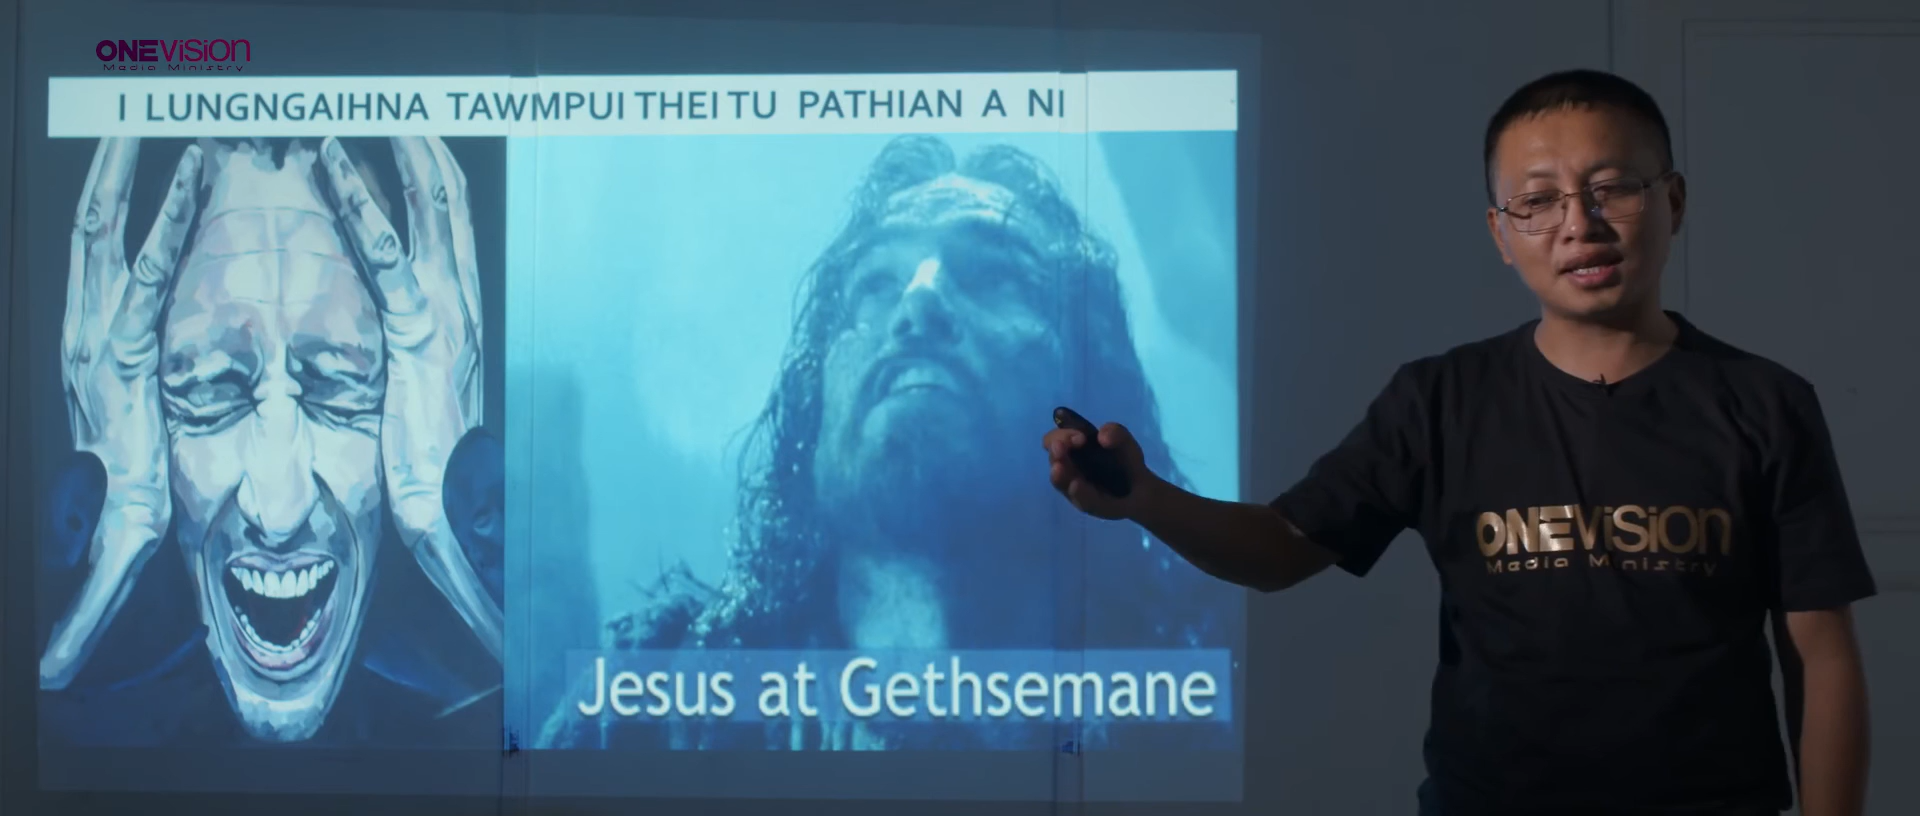 ONEViSiON
Media Ministry
I LUNGNGAIHNA TAWMPUI THEI TU PATHIAN A NI
Jesus at Gethsemane
ONEViSiON
Media Ministry